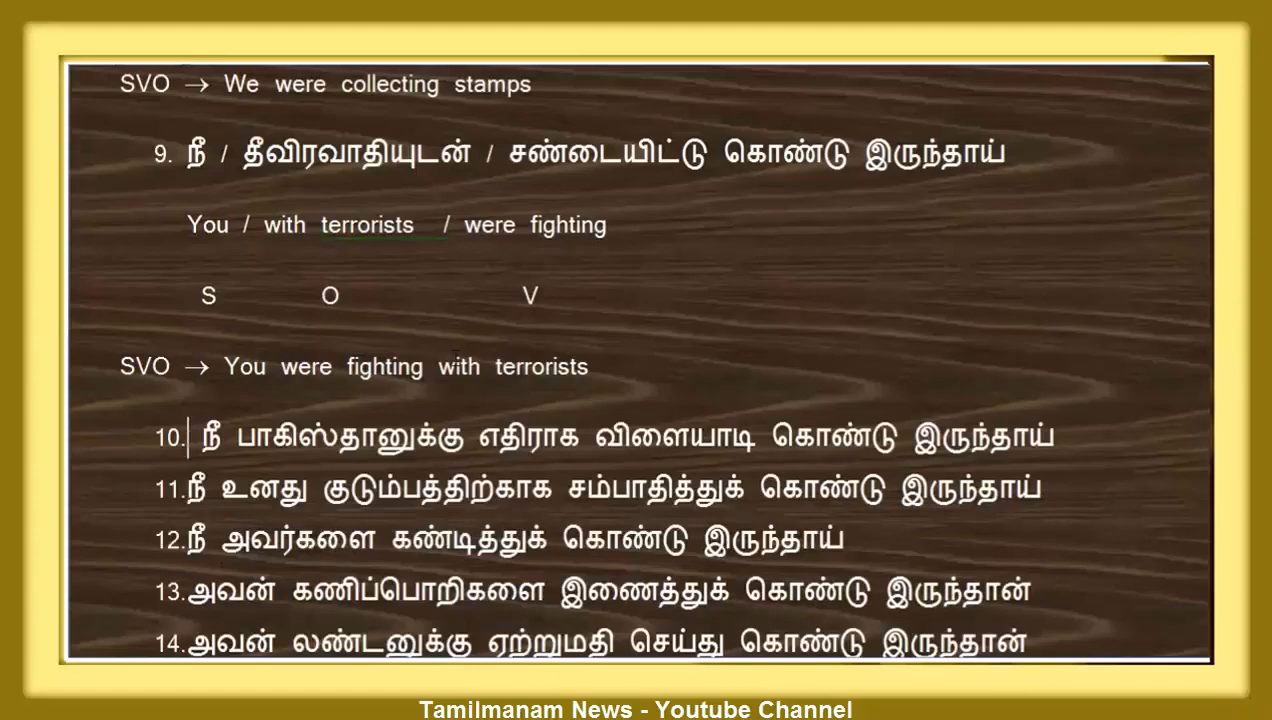 SVO → We were collecting stamps
9. நீ / தீவிரவாதியுடன் / சண்டையிட்டு கொண்டு இருந்தாய்
You / with terrorists / were fighting
S O V
SVO → You were fighting with terrorists
10. நீ பாகிஸ்தானுக்கு எதிராக விளையாடி கொண்டு இருந்தாய்
11.நீ உனது குடும்பத்திற்காக சம்பாதித்துக் கொண்டு இருந்தாய்
12.நீ அவர்களை கண்டித்துக் கொண்டு இருந்தாய்
13.அவன் கணிப்பொறிகளை இணைத்துக் கொண்டு இருந்தான்
14.அவன் லண்டனுக்கு ஏற்றுமதி செய்து கொண்டு இருந்தான்
Tamilmanam News - Youtube Channel